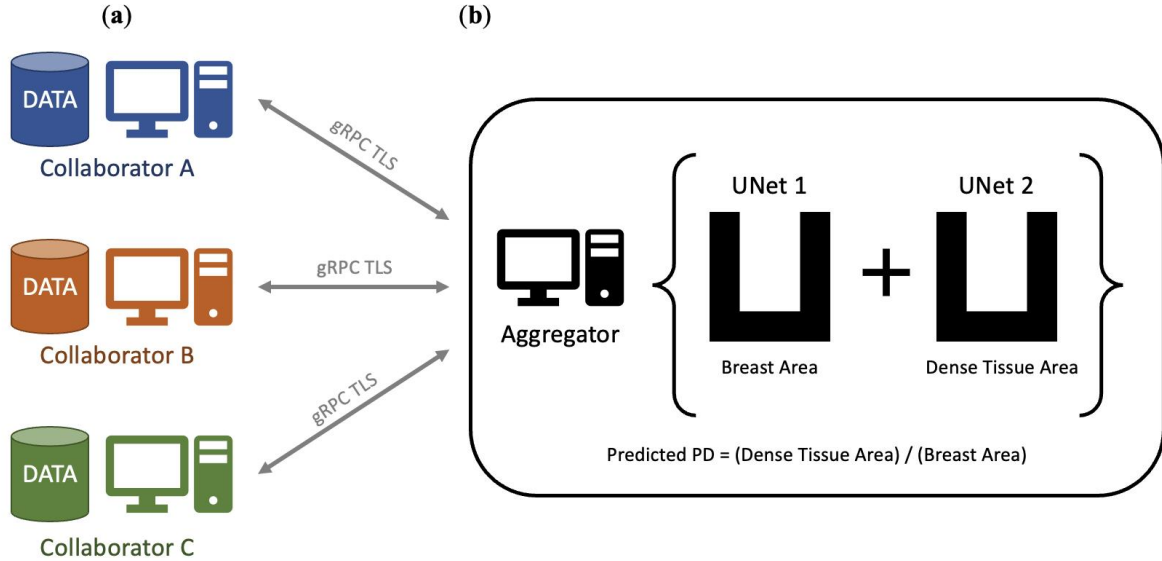 (a)
DATA
Collaborator A
DATA
Collaborator B
DATA
Collaborator C
gRPC TLS
gRPC TLS
gRPC TLS
(b)
Aggregator
UNet 1
Breast Area
+
UNet 2
Dense Tissue Area
Predicted PD = (Dense Tissue Area) / (Breast Area)